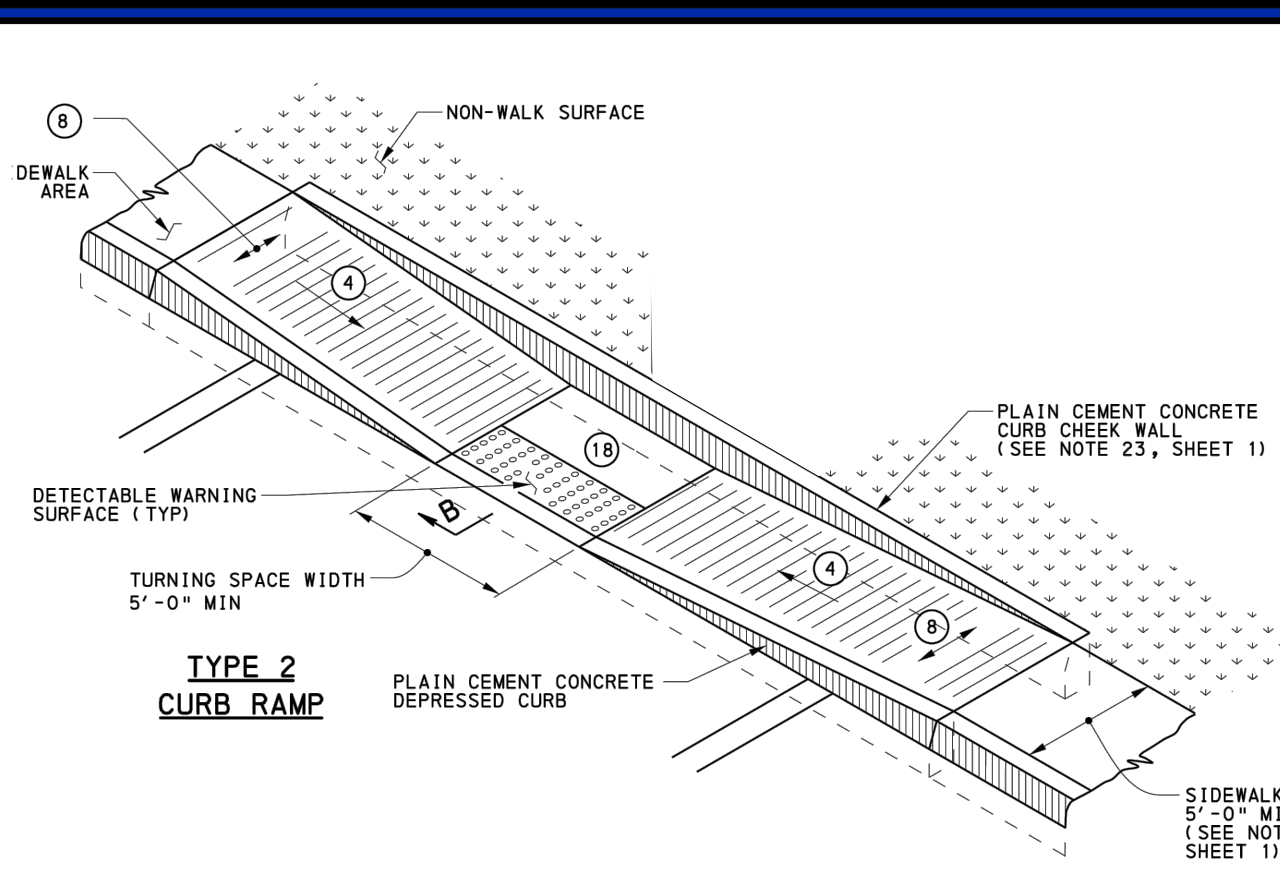 8
NON-WALK SURFACE
DEWALK
AREA
4
PLAIN CEMENT CONCRETE
CURB CHEEK WALL
(SEE NOTE 23, SHEET 1)
18
DETECTABLE WARNING
SURFACE (TYP)
B
4
TURNING SPACE WIDTH
5'-0" MIN
8
TYPE 2
CURB RAMP
PLAIN CEMENT CONCRETE
DEPRESSED CURB
SIDEWALK
5'-0" MI
(SEE NOT
SHEET 1)